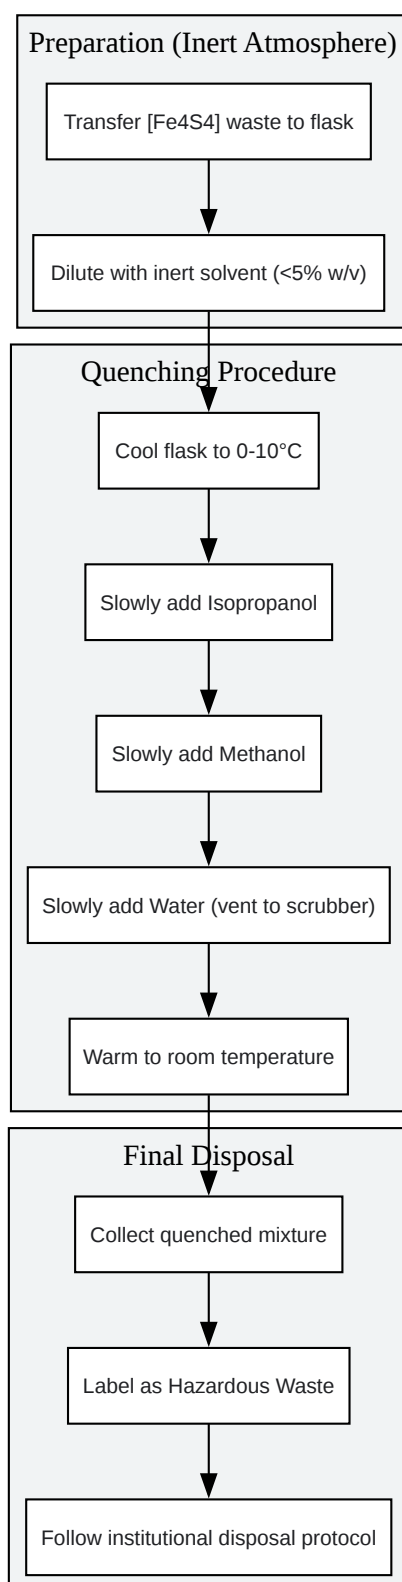 Preparation (Inert Atmosphere)
Transfer [Fe4S4] waste to flask
Dilute with inert solvent (<5% w/v)
Quenching Procedure
Cool flask to 0-10°C
Slowly add Isopropanol
Slowly add Methanol
Slowly add Water (vent to scrubber)
Warm to room temperature
Final Disposal
Collect quenched mixture
Label as Hazardous Waste
Follow institutional disposal protocol